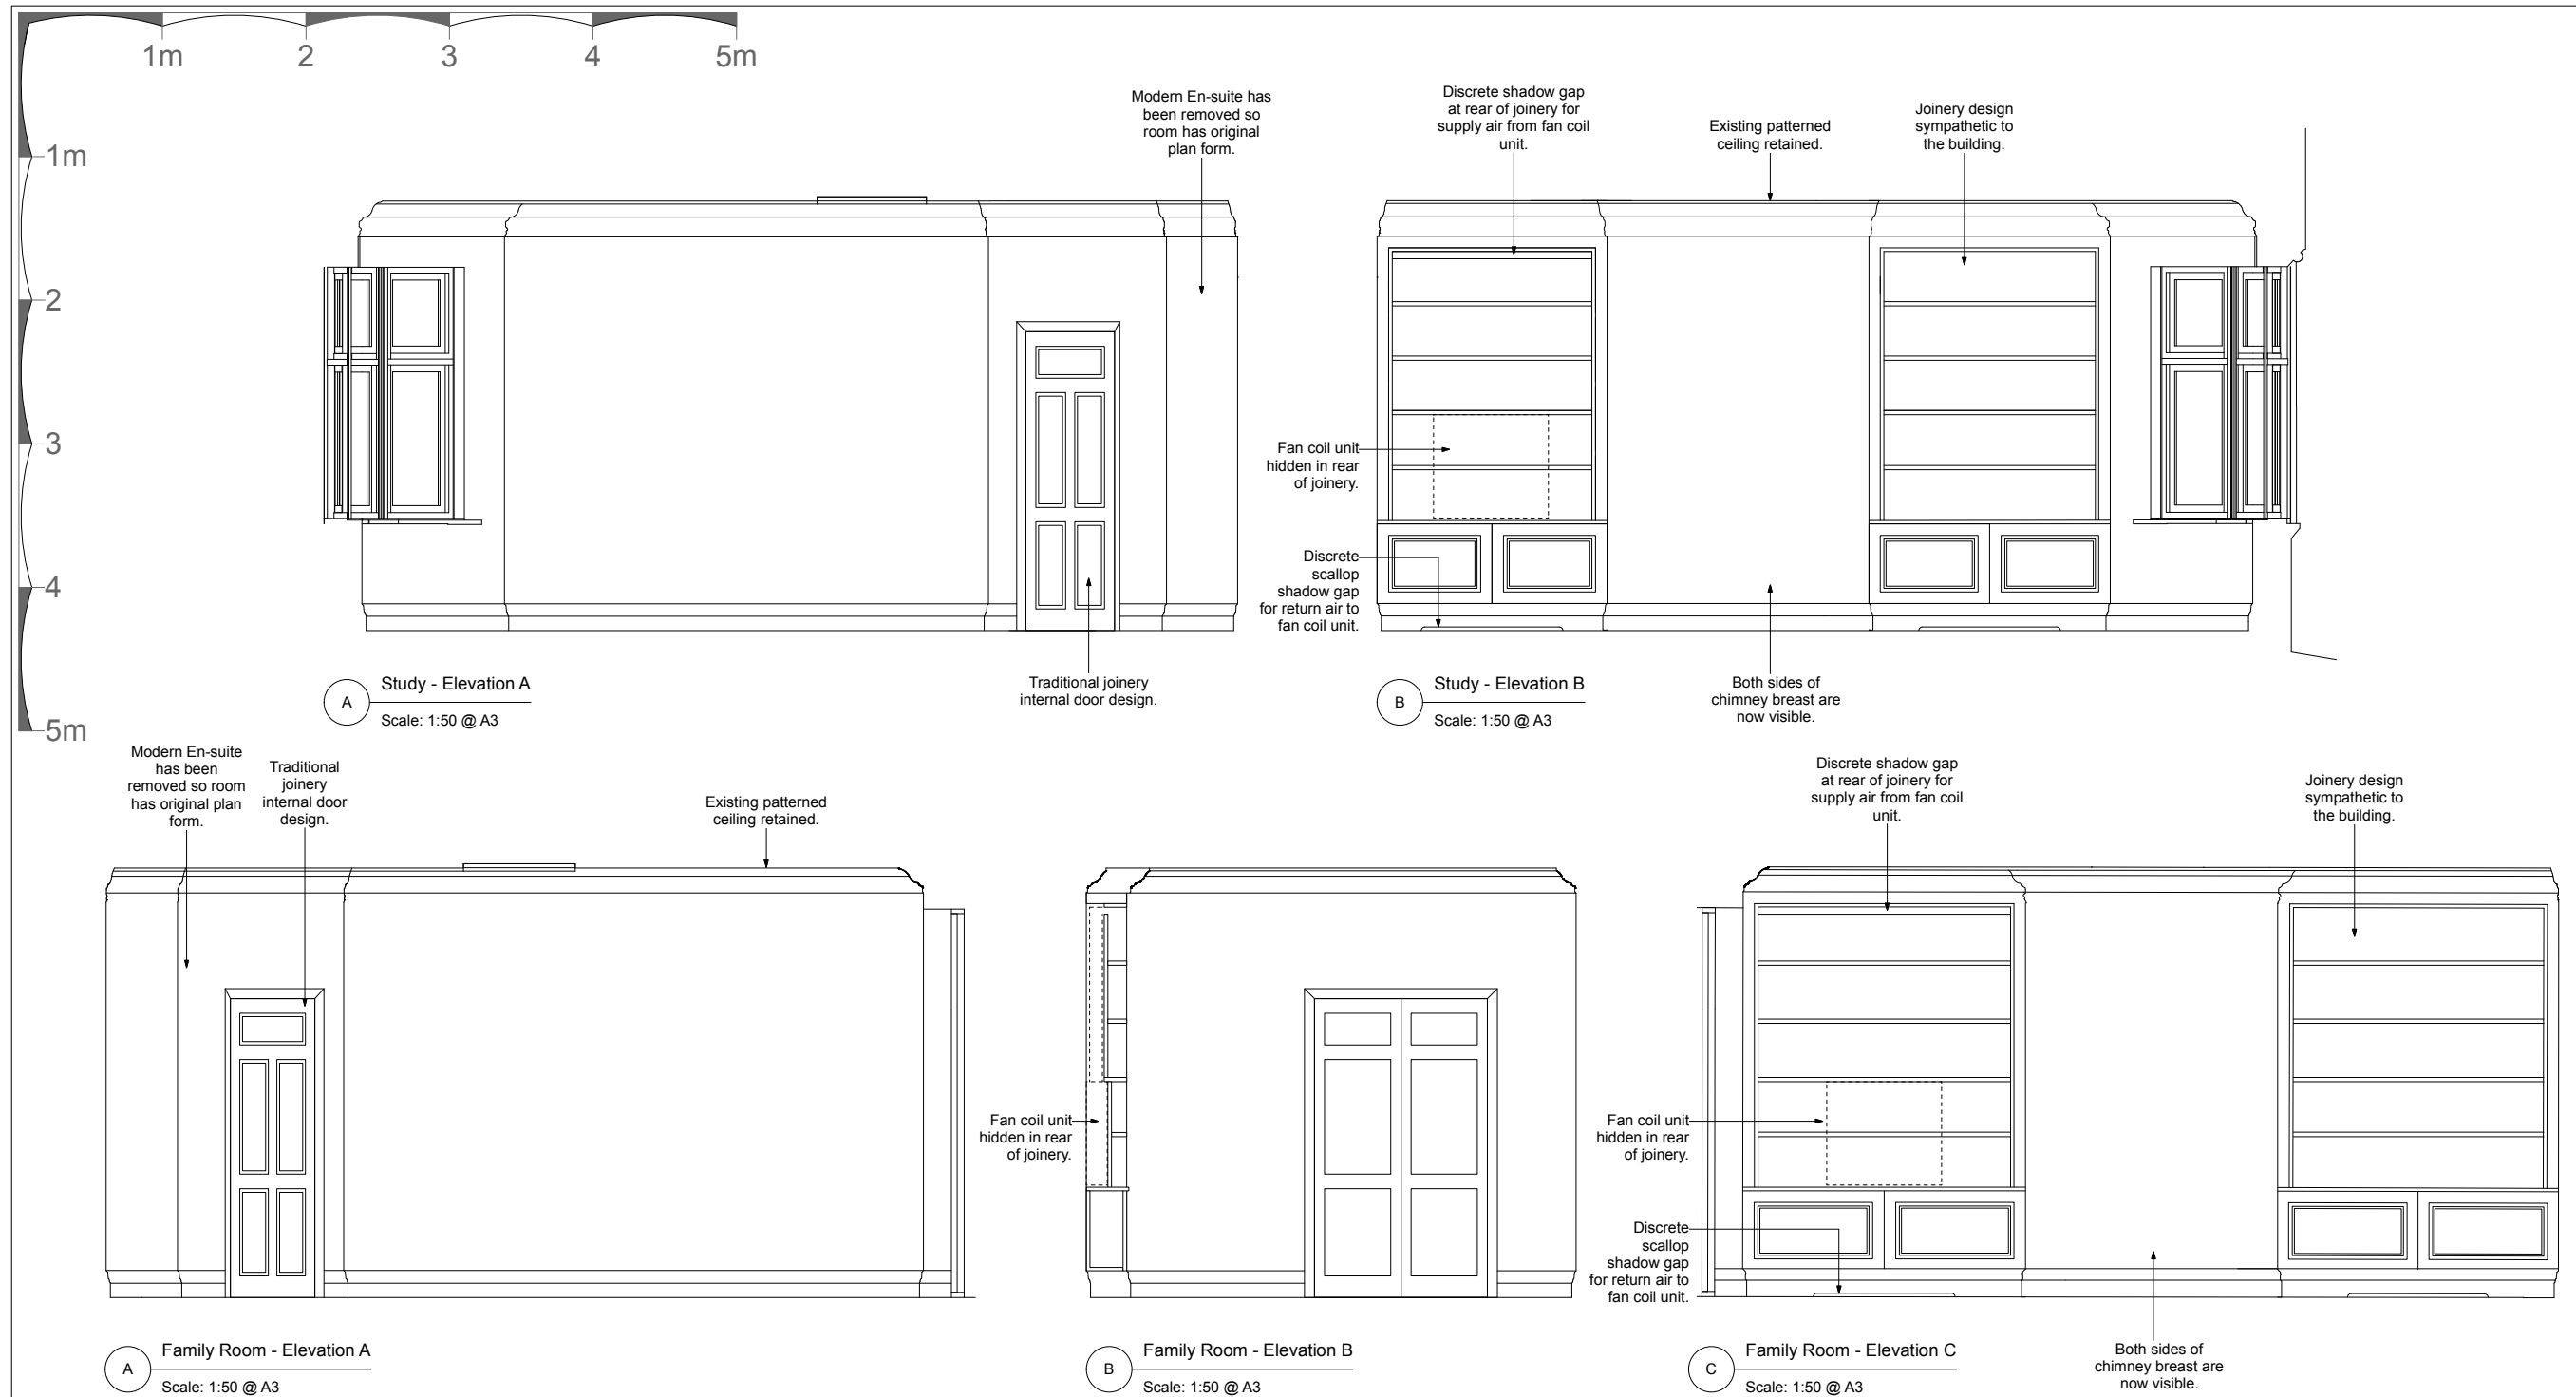 1m
2
3
4
5m
1m
2
3
4
5m
Modern En-suite has
been removed so
room has original
plan form.
Traditional joinery
internal door design.
A
Study - Elevation A
Scale: 1:50 @ A3
Discrete shadow gap
at rear of joinery for
supply air from fan coil
unit.
Existing patterned
ceiling retained.
Joinery design
sympathetic to
the building.
Fan coil unit
hidden in rear
of joinery.
Discrete
scallop
shadow gap
for return air to
fan coil unit.
Both sides of
chimney breast are
now visible.
B
Study - Elevation B
Scale: 1:50 @ A3
Modern En-suite
has been
removed so room
has original plan
form.
Traditional
joinery
internal door
design.
Existing patterned
ceiling retained.
A
Family Room - Elevation A
Scale: 1:50 @ A3
Fan coil unit
hidden in rear
of joinery.
B
Family Room - Elevation B
Scale: 1:50 @ A3
Discrete shadow gap
at rear of joinery for
supply air from fan coil
unit.
Joinery design
sympathetic to
the building.
Fan coil unit
hidden in rear
of joinery.
Discrete
scallop
shadow gap
for return air to
fan coil unit.
Both sides of
chimney breast are
now visible.
C
Family Room - Elevation C
Scale: 1:50 @ A3